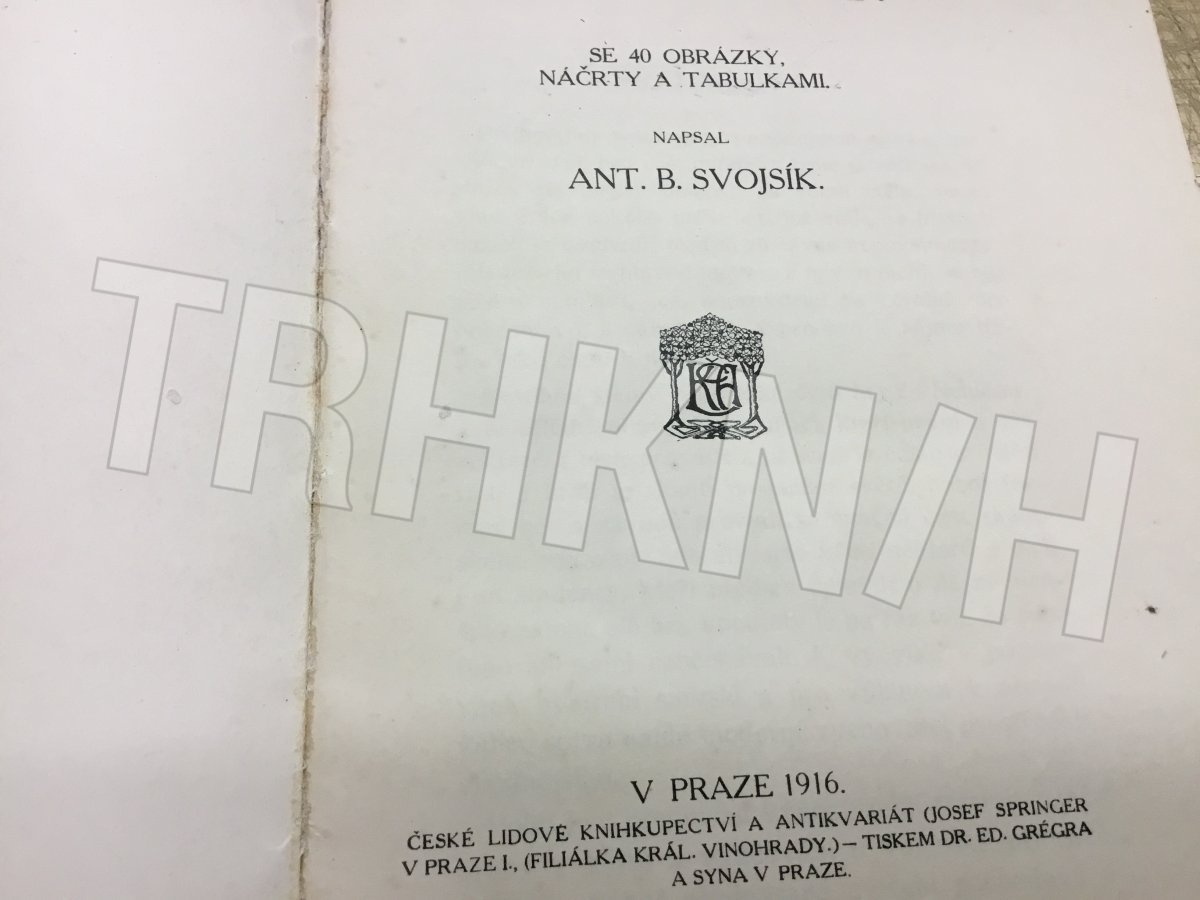 SE 40 OBRÁZKY,
NÁČRTY A TABULKAMI.
NAPSAL
ANT. B. SVOJSÍK.
TRHKNIH
V PRAZE 1916.
ČESKÉ LIDOVÉ KNIHKUPECTVÍ A ANTIKVARIÁT (JOSEF SPRINGER
V PRAZE I., (FILIÁLKA KRÁL. VINOHRADY.) — TISKEM DR. ED. GRÉGRA
A SYNA V PRAZE.